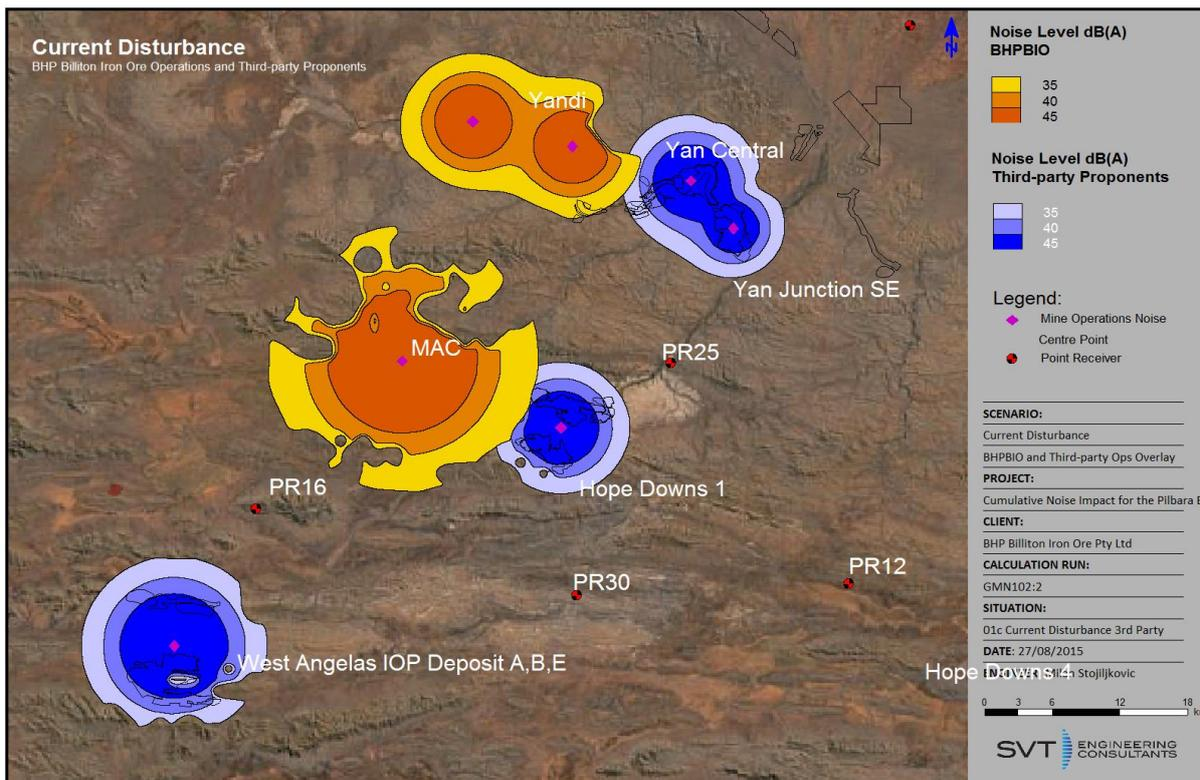 Current Disturbance
BHP Billiton Iron Ore Operations and Third-party Proponents
Yandi
Yan Central
Yan Junction SE
MAC
PR25
Hope Downs 1
PR16
PR30
PR12
West Angelas IOP Deposit A,B,E
Hope Downs 4
N
Noise Level dB(A)
BHPBIO
35
40
45
Noise Level dB(A)
Third-party Proponents
35
40
45
Legend:
Mine Operations Noise
Centre Point
Point Receiver
SCENARIO:
Current Disturbance
BHPBIO and Third-party Ops Overlay
PROJECT:
Cumulative Noise Impact for the Pilbara
CLIENT:
BHP Billiton Iron Ore Pty Ltd
CALCULATION RUN:
GMN102:2
SITUATION:
01c Current Disturbance 3rd Party
DATE: 27/08/2015
Stojiljkovic
0 3 6 12 18
SVT ENGINEERING
CONSULTANTS